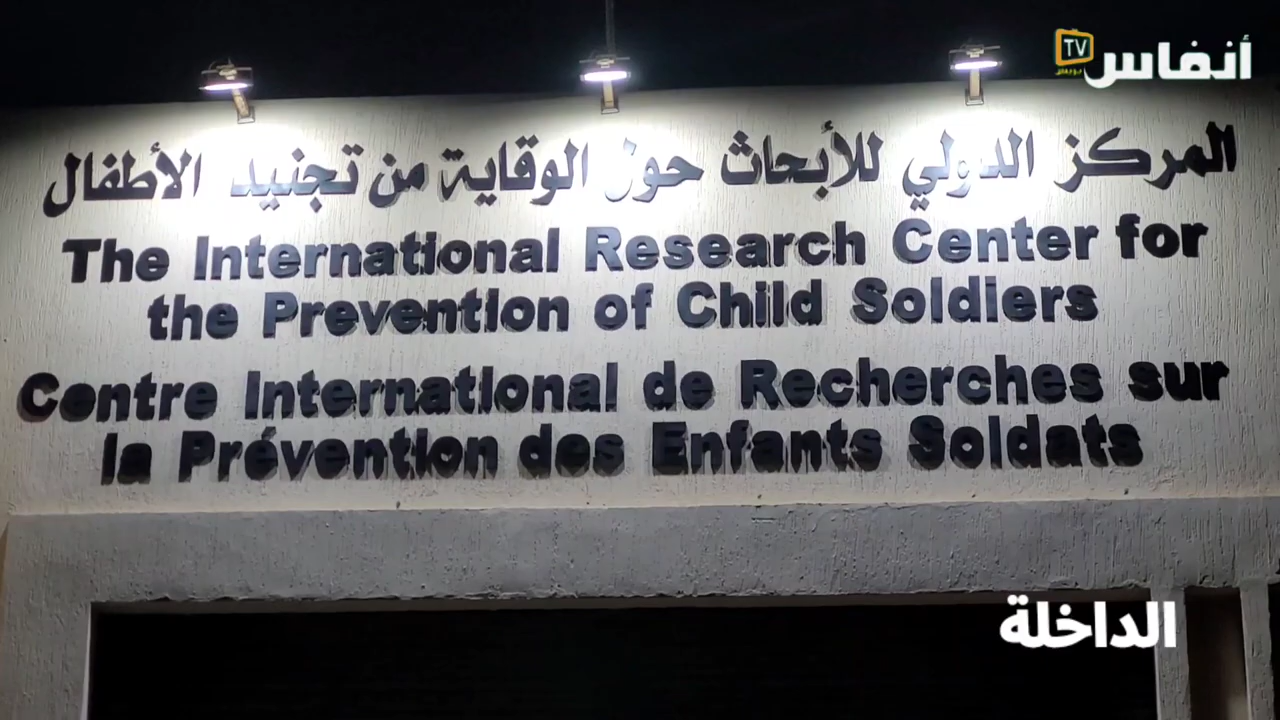 أنفاس
TV
المركز الدولي للأبحاث حول الوقاية من تجنيد الأطفال
The International Research Center for
the Prevention of Child Soldiers
Centre International de Recherches sur
la Prévention des Enfants Soldats
الداخلة